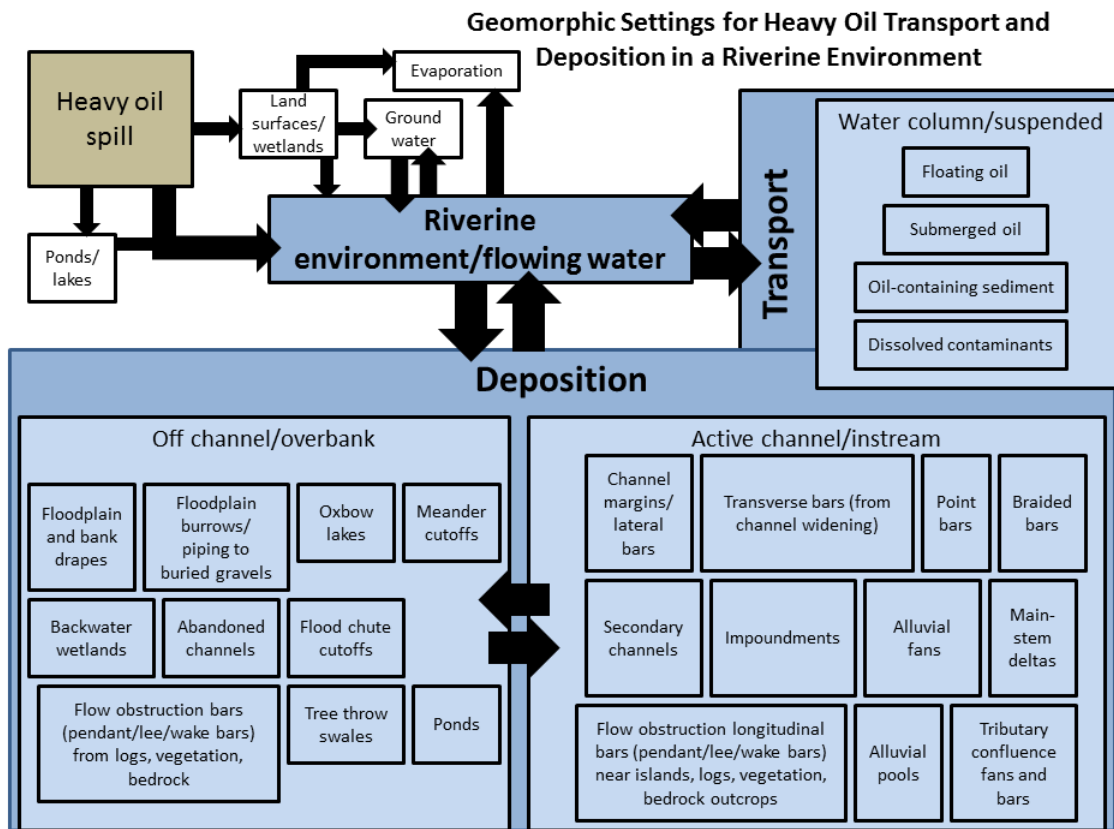 Geomorphic Settings for Heavy Oil Transport and
Deposition in a Riverine Environment
Heavy oil
spill
Land
surfaces/
wetlands
Evaporation
Ground
water
Ponds/
lakes
Riverine
environment/flowing water
Transport
Water column/suspended
Floating oil
Submerged oil
Oil-containing sediment
Dissolved contaminants
Deposition
Off channel/overbank
Floodplain
and bank
drapes
Floodplain
burrows/
piping to
buried gravels
Oxbow
lakes
Meander
cutoffs
Backwater
wetlands
Abandoned
channels
Flood chute
cutoffs
Flow obstruction bars
(pendant/lee/wake bars)
from logs, vegetation,
bedrock
Tree throw
swales
Ponds
Active channel/instream
Channel
margins/
lateral
bars
Transverse bars (from
channel widening)
Point
bars
Braided
bars
Secondary
channels
Impoundments
Alluvial
fans
Main-
stem
deltas
Flow obstruction longitudinal
bars (pendant/lee/wake bars)
near islands, logs, vegetation,
bedrock outcrops
Alluvial
pools
Tributary
confluence
fans and
bars